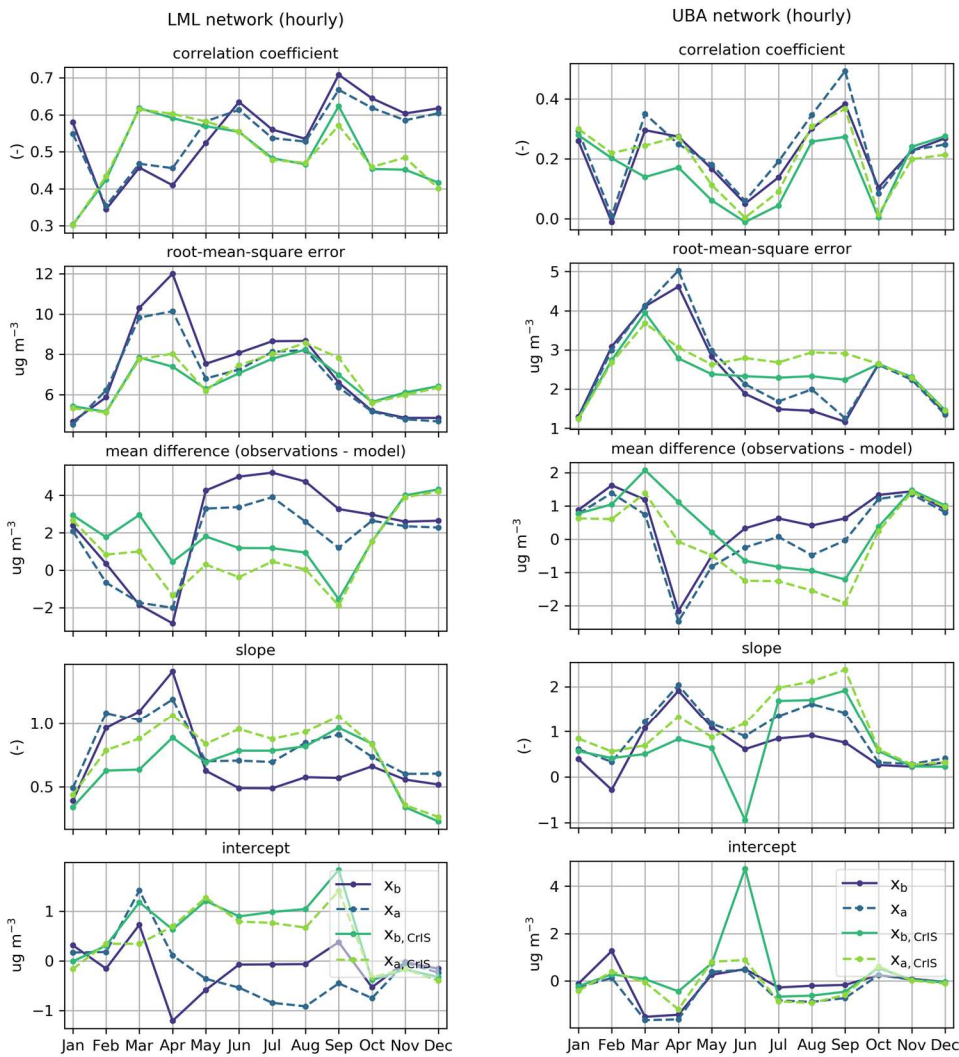 LML network (hourly)
correlation coefficient
0.7
0.6
0.5
0.4
0.3
(-)
root-mean-square error
12
10
8
6
ug m⁻³
mean difference (observations - model)
4
2
0
−2
ug m⁻³
slope
1.0
0.5
(-)
intercept
1
0
−1
ug m⁻³
x_b
x_a
x_b, CrIS
x_a, CrIS
Jan Feb Mar Apr May Jun Jul Aug Sep Oct Nov Dec
UBA network (hourly)
correlation coefficient
0.4
0.2
0.0
(-)
root-mean-square error
5
4
3
2
1
ug m⁻³
mean difference (observations - model)
2
1
0
−1
−2
ug m⁻³
slope
2
1
0
−1
(-)
intercept
4
2
0
ug m⁻³
x_b
x_a
x_b, CrIS
x_a, CrIS
Jan Feb Mar Apr May Jun Jul Aug Sep Oct Nov Dec